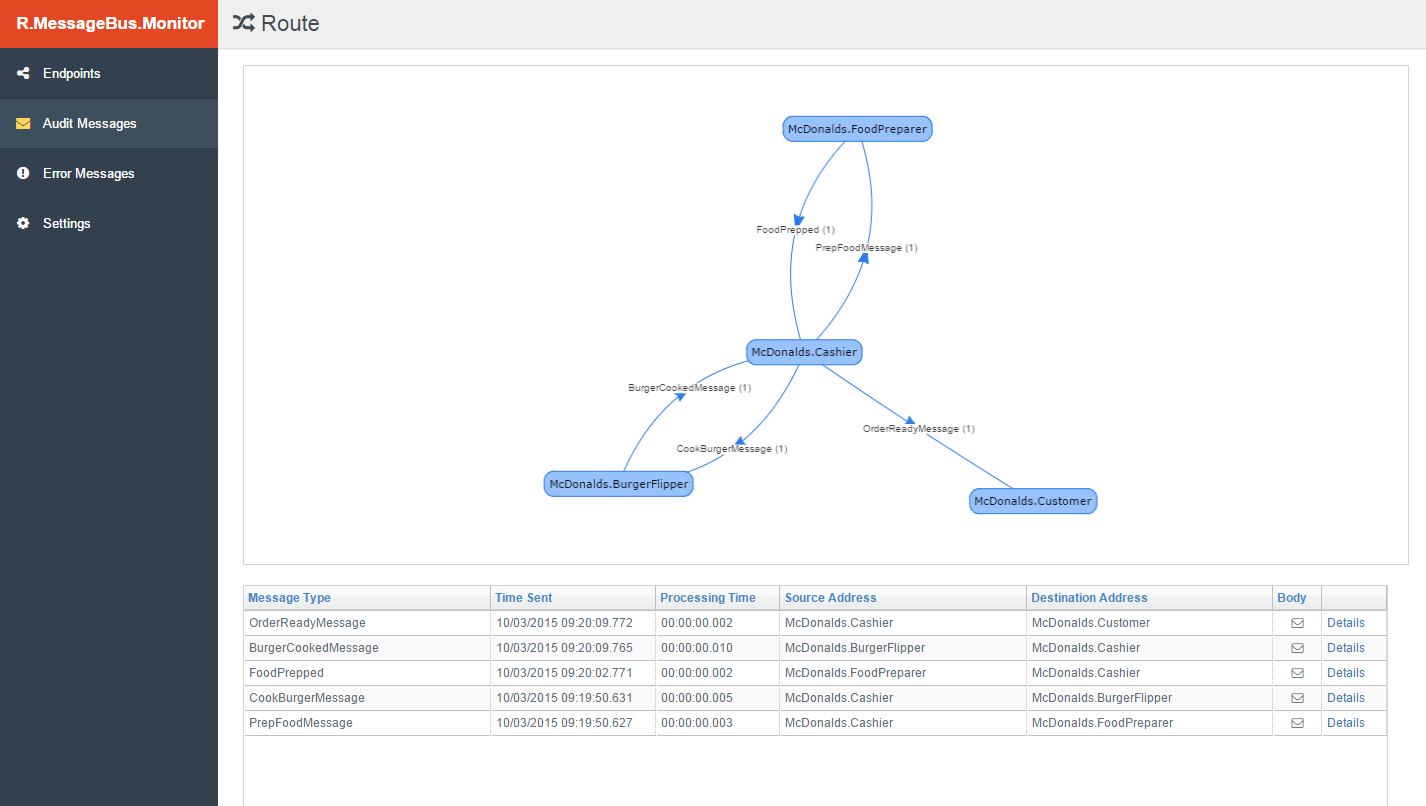 R.MessageBus.Monitor
Route
Endpoints
Audit Messages
Error Messages
Settings
McDonalds.FoodPreparer
FoodPrepped (1)
PrepFoodMessage (1)
McDonalds.Cashier
BurgerCookedMessage (1)
OrderReadyMessage (1)
CookBurgerMessage (1)
McDonalds.BurgerFlipper
McDonalds.Customer
Message Type Time Sent Processing Time Source Address Destination Address Body
OrderReadyMessage 10/03/2015 09:20:09.772 00:00:00.002 McDonalds.Cashier McDonalds.Customer Details
BurgerCookedMessage 10/03/2015 09:20:09.765 00:00:00.010 McDonalds.BurgerFlipper McDonalds.Cashier Details
FoodPrepped 10/03/2015 09:20:02.771 00:00:00.002 McDonalds.FoodPreparer McDonalds.Cashier Details
CookBurgerMessage 10/03/2015 09:19:50.631 00:00:00.005 McDonalds.Cashier McDonalds.BurgerFlipper Details
PrepFoodMessage 10/03/2015 09:19:50.627 00:00:00.003 McDonalds.Cashier McDonalds.FoodPreparer Details